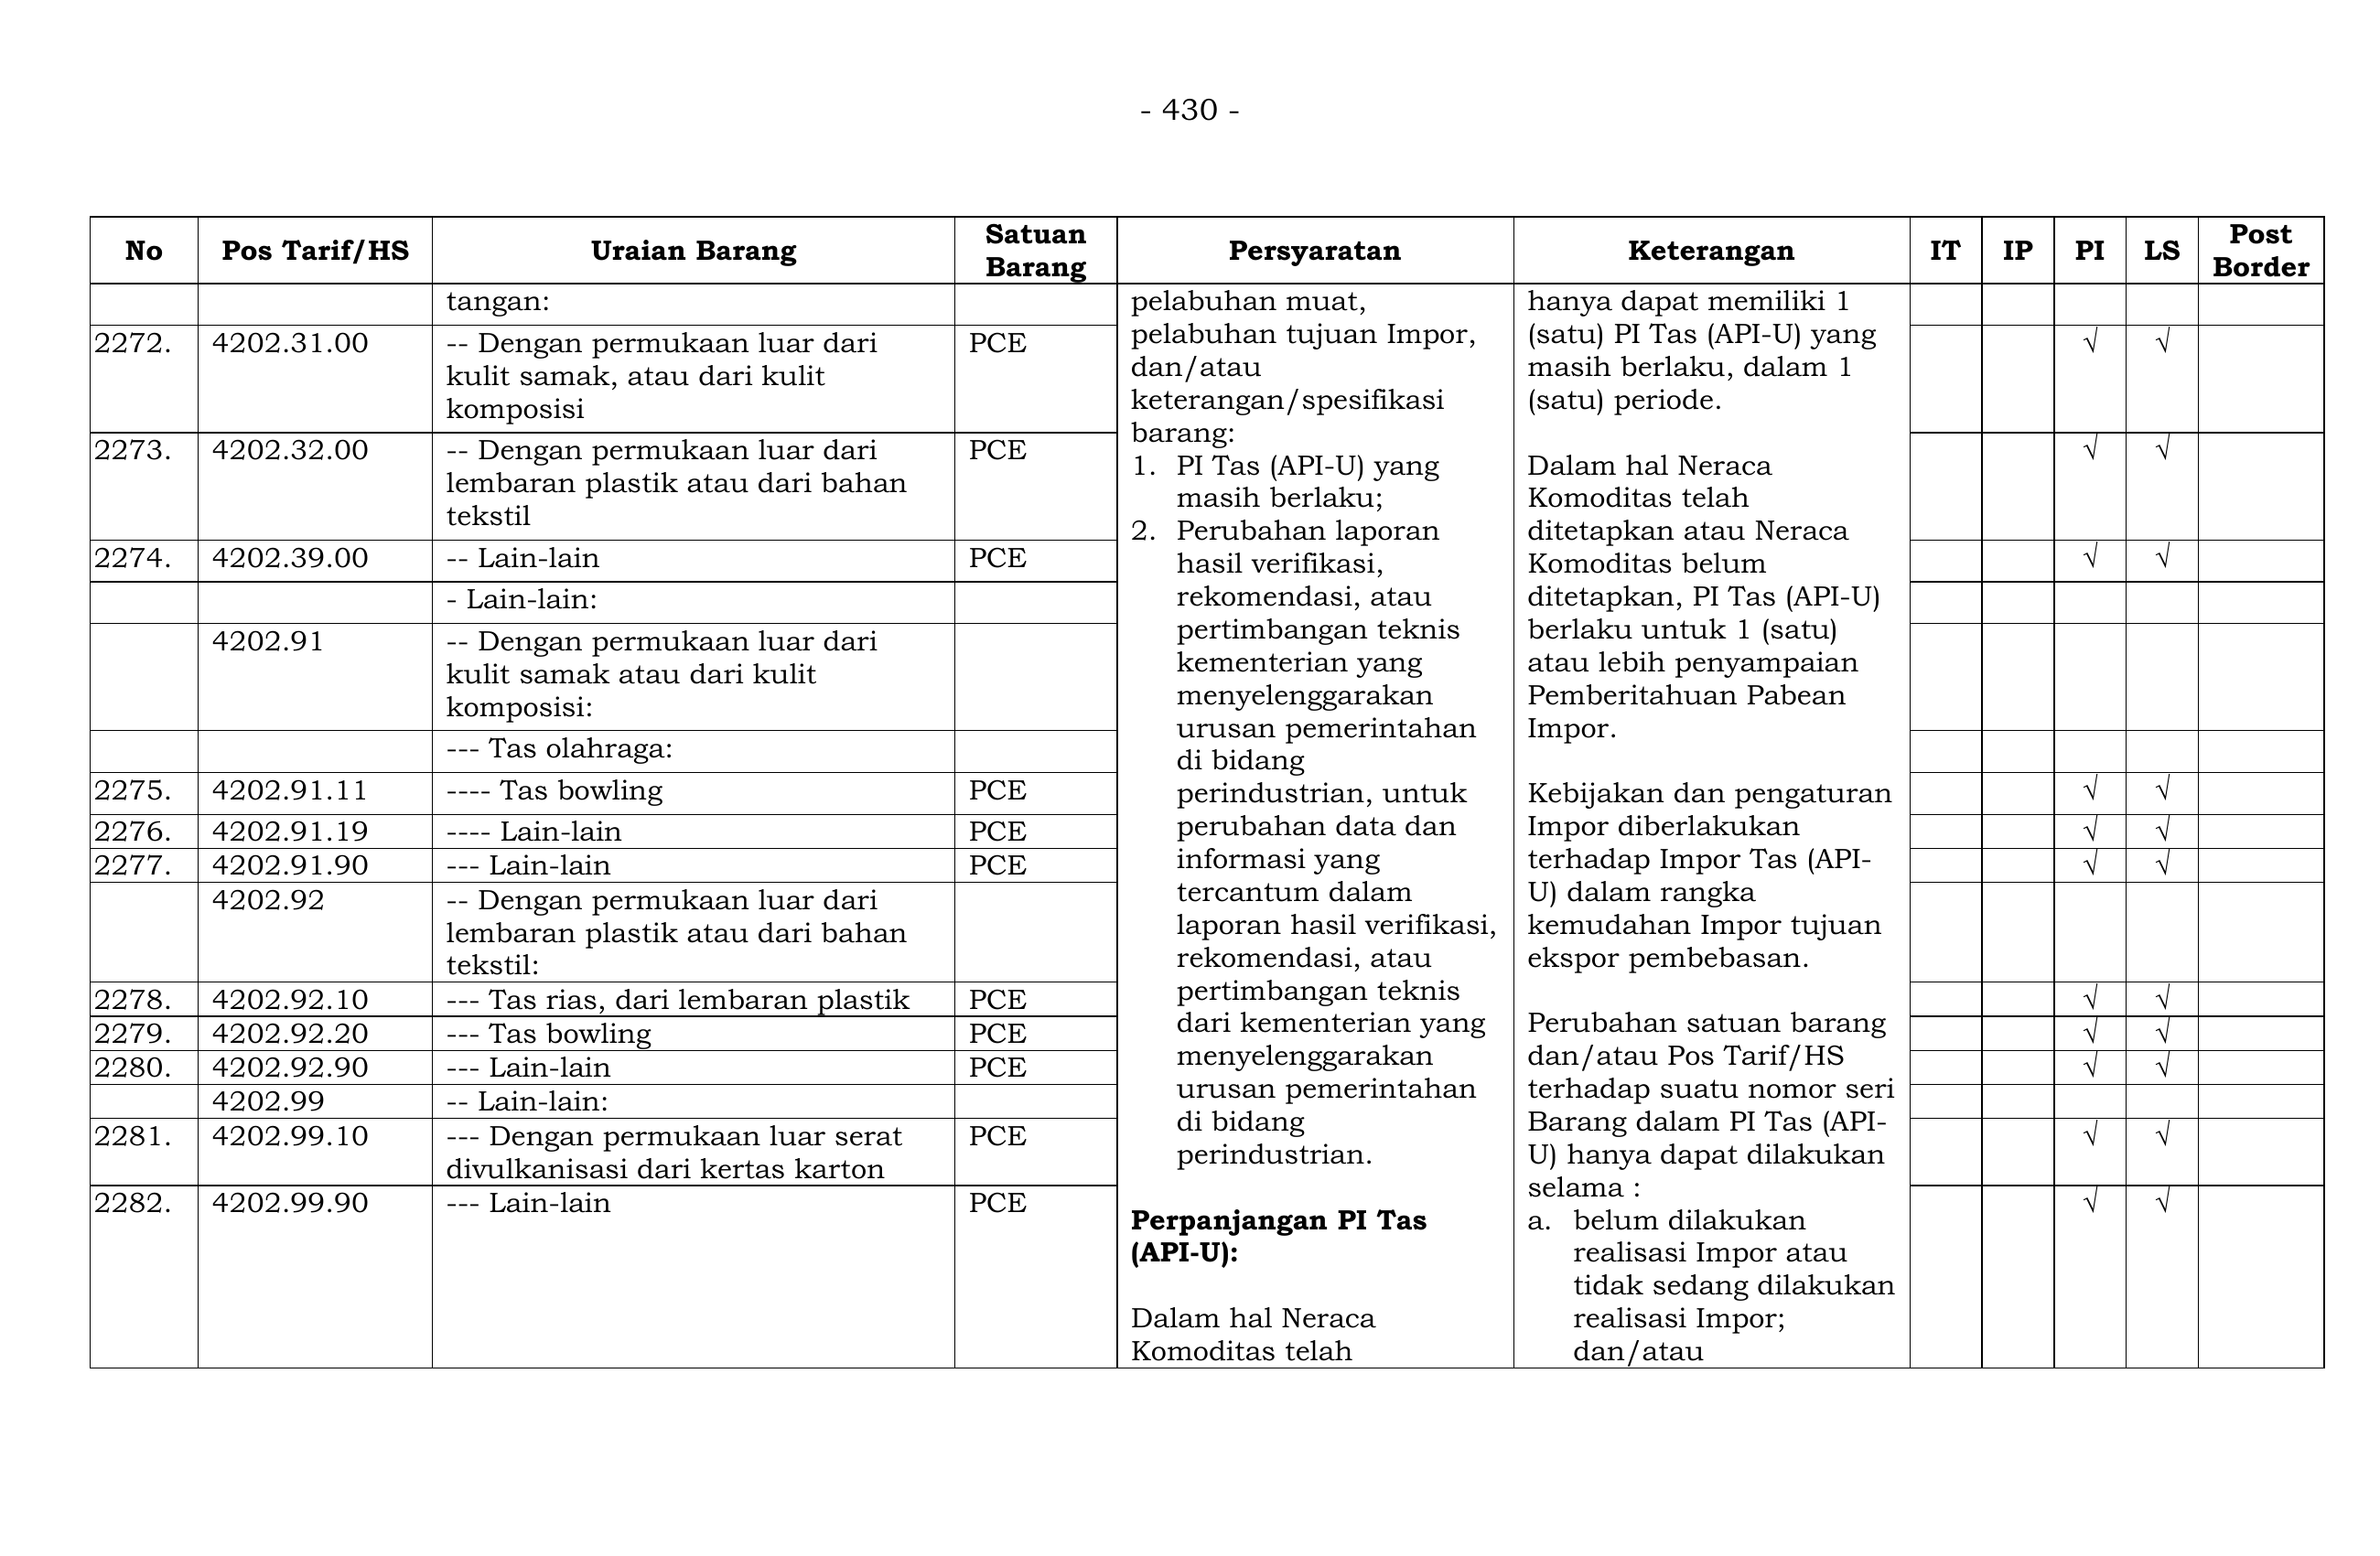 - 430 -
No Pos Tarif/HS Uraian Barang Satuan Barang Persyaratan Keterangan IT IP PI LS Post Border
tangan:
2272. 4202.31.00 -- Dengan permukaan luar dari PCE √ √
kulit samak, atau dari kulit
komposisi
2273. 4202.32.00 -- Dengan permukaan luar dari PCE √ √
lembaran plastik atau dari bahan
tekstil
2274. 4202.39.00 -- Lain-lain PCE √ √
- Lain-lain:
4202.91 -- Dengan permukaan luar dari
kulit samak atau dari kulit
komposisi:
--- Tas olahraga:
2275. 4202.91.11 ---- Tas bowling PCE √ √
2276. 4202.91.19 ---- Lain-lain PCE √ √
2277. 4202.91.90 --- Lain-lain PCE √ √
4202.92 -- Dengan permukaan luar dari
lembaran plastik atau dari bahan
tekstil:
2278. 4202.92.10 --- Tas rias, dari lembaran plastik PCE √ √
2279. 4202.92.20 --- Tas bowling PCE √ √
2280. 4202.92.90 --- Lain-lain PCE √ √
4202.99 -- Lain-lain:
2281. 4202.99.10 --- Dengan permukaan luar serat PCE √ √
divulkanisasi dari kertas karton
2282. 4202.99.90 --- Lain-lain PCE √ √
pelabuhan muat,
pelabuhan tujuan Impor,
dan/atau
keterangan/spesifikasi
barang:
1. PI Tas (API-U) yang
masih berlaku;
2. Perubahan laporan
hasil verifikasi,
rekomendasi, atau
pertimbangan teknis
kementerian yang
menyelenggarakan
urusan pemerintahan
di bidang
perindustrian, untuk
perubahan data dan
informasi yang
tercantum dalam
laporan hasil verifikasi,
rekomendasi, atau
pertimbangan teknis
dari kementerian yang
menyelenggarakan
urusan pemerintahan
di bidang
perindustrian.
Perpanjangan PI Tas
(API-U):
Dalam hal Neraca
Komoditas telah
hanya dapat memiliki 1
(satu) PI Tas (API-U) yang
masih berlaku, dalam 1
(satu) periode.
Dalam hal Neraca
Komoditas telah
ditetapkan atau Neraca
Komoditas belum
ditetapkan, PI Tas (API-U)
berlaku untuk 1 (satu)
atau lebih penyampaian
Pemberitahuan Pabean
Impor.
Kebijakan dan pengaturan
Impor diberlakukan
terhadap Impor Tas (API-
U) dalam rangka
kemudahan Impor tujuan
ekspor pembebasan.
Perubahan satuan barang
dan/atau Pos Tarif/HS
terhadap suatu nomor seri
Barang dalam PI Tas (API-
U) hanya dapat dilakukan
selama :
a. belum dilakukan
realisasi Impor atau
tidak sedang dilakukan
realisasi Impor;
dan/atau